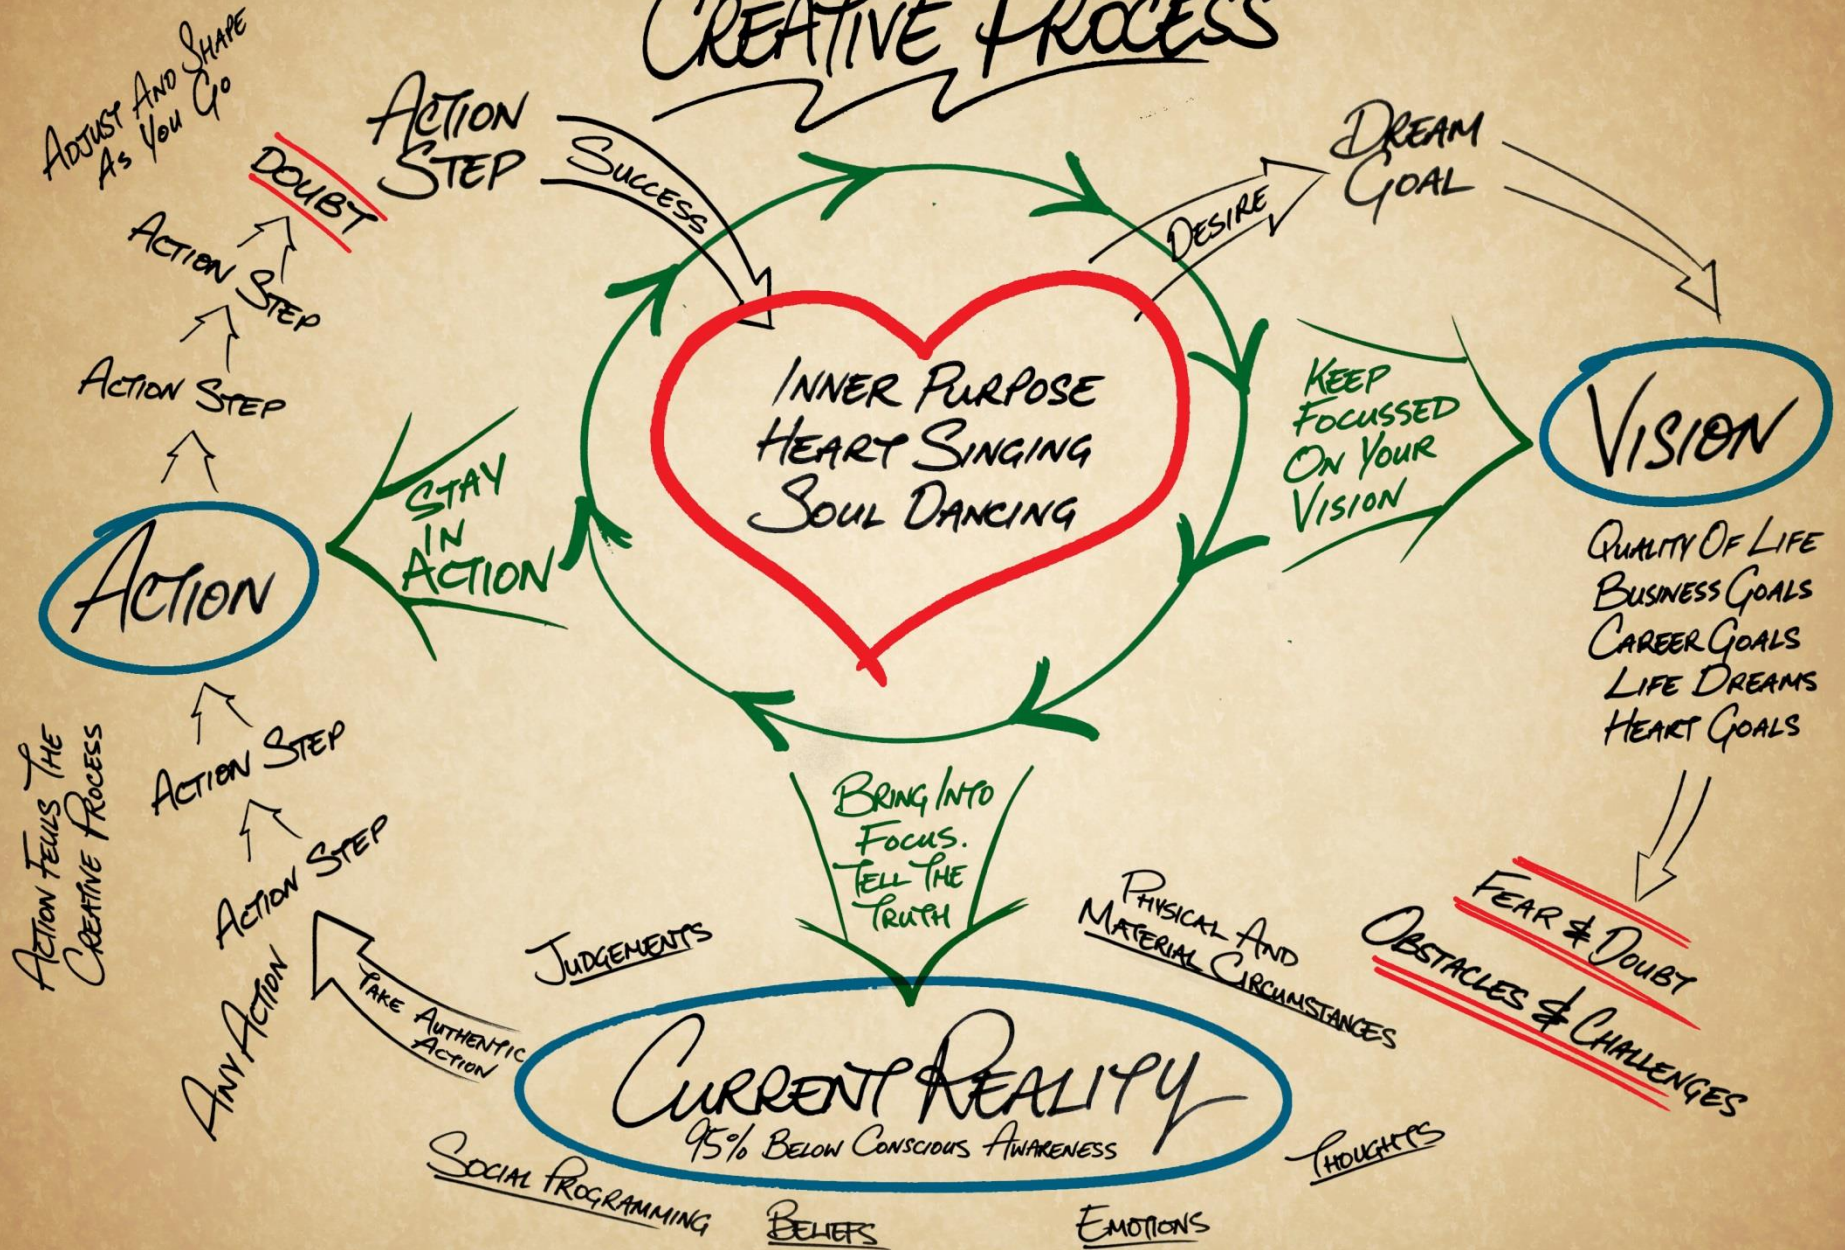 CREATIVE PROCESS
ADJUST AND SHAPE
AS YOU GO
DOUBT
ACTION STEP
ACTION STEP
ACTION
STEP
SUCCESS
DESIRE
DREAM
GOAL
INNER PURPOSE
HEART SINGING
SOUL DANCING
KEEP
FOCUSSED
ON YOUR
VISION
VISION
QUALITY OF LIFE
BUSINESS GOALS
CAREER GOALS
LIFE DREAMS
HEART GOALS
FEAR & DOUBT
OBSTACLES & CHALLENGES
STAY
IN
ACTION
ACTION
ACTION STEP
ACTION STEP
ANY ACTION
ACTION FEULS THE
CREATIVE PROCESS
TAKE AUTHENTIC
ACTION
BRING INTO
FOCUS.
TELL THE
TRUTH
JUDGEMENTS
PHYSICAL AND
MATERIAL CIRCUMSTANCES
CURRENT REALITY
95% BELOW CONSCIOUS AWARENESS
SOCIAL PROGRAMMING
BELIEFS
EMOTIONS
THOUGHTS